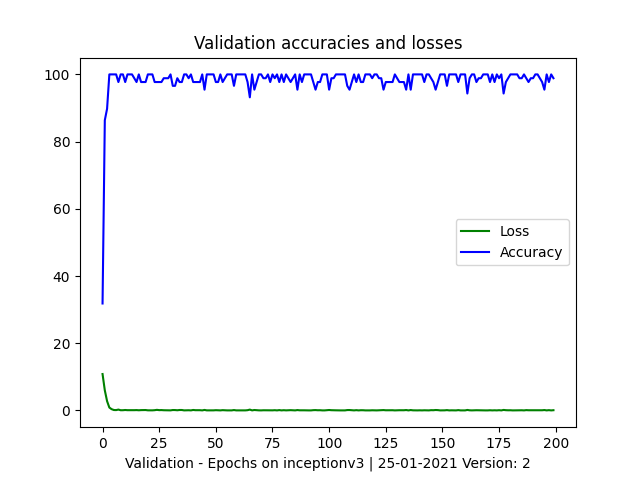 Validation accuracies and losses
100
80
60
40
20
0
Loss
Accuracy
0 25 50 75 100 125 150 175 200
Validation - Epochs on inceptionv3 | 25-01-2021 Version: 2